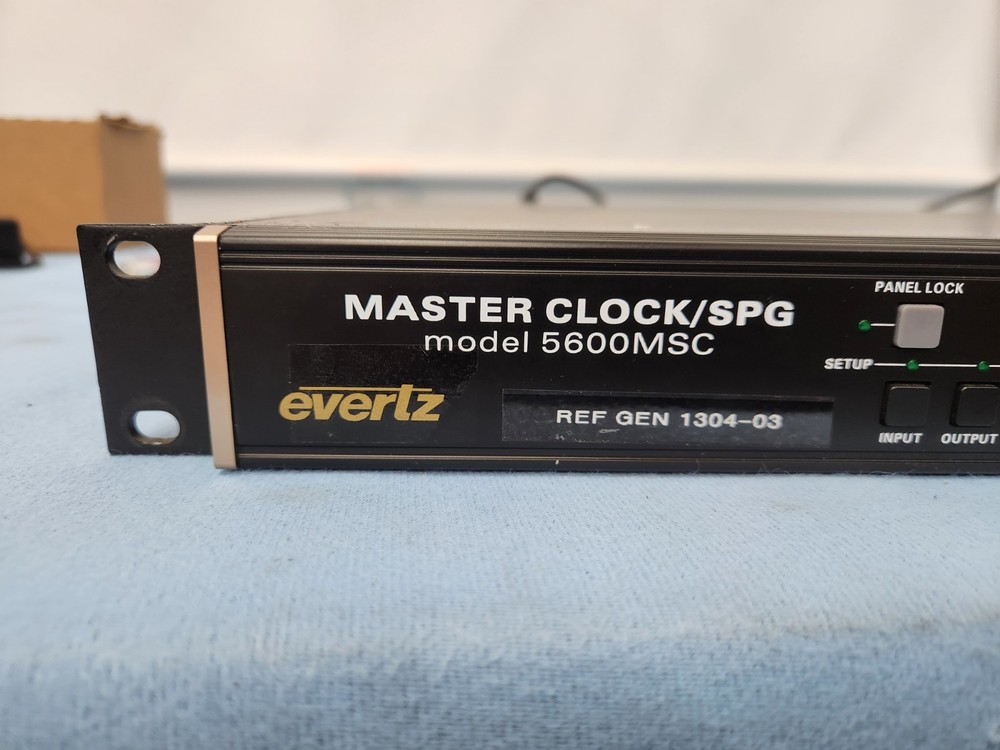 MASTER CLOCK/SPG
model 5600MSC
evertz
REF GEN 1304-03
PANEL LOCK
SETUP
INPUT OUTPUT